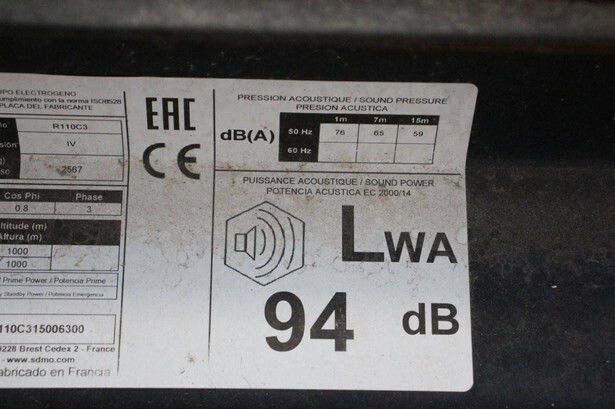 PO ELECTROGENO
umplimiento con la norma ISO8528
PLACA DEL FABRICANTE
R110C3
IV
2567
Cos Phi Phase
0.8 3
ltitude (m)
ltura (m)
1000
1000
Prime Power / Potencia Prime
Standby Power / Potencia Emergencia
110C315006300
9228 Brest Cedex 2 - France
- www.sdmo.com
abricado en Francia
EAC
CE
PRESSION ACOUSTIQUE / SOUND PRESSURE
PRESION ACUSTICA
1m 7m 15m
dB(A) 50 Hz 76 65 59
60 Hz
PUISSANCE ACOUSTIQUE / SOUND POWER
POTENCIA ACUSTICA EC 2000/14
LWA
94 dB